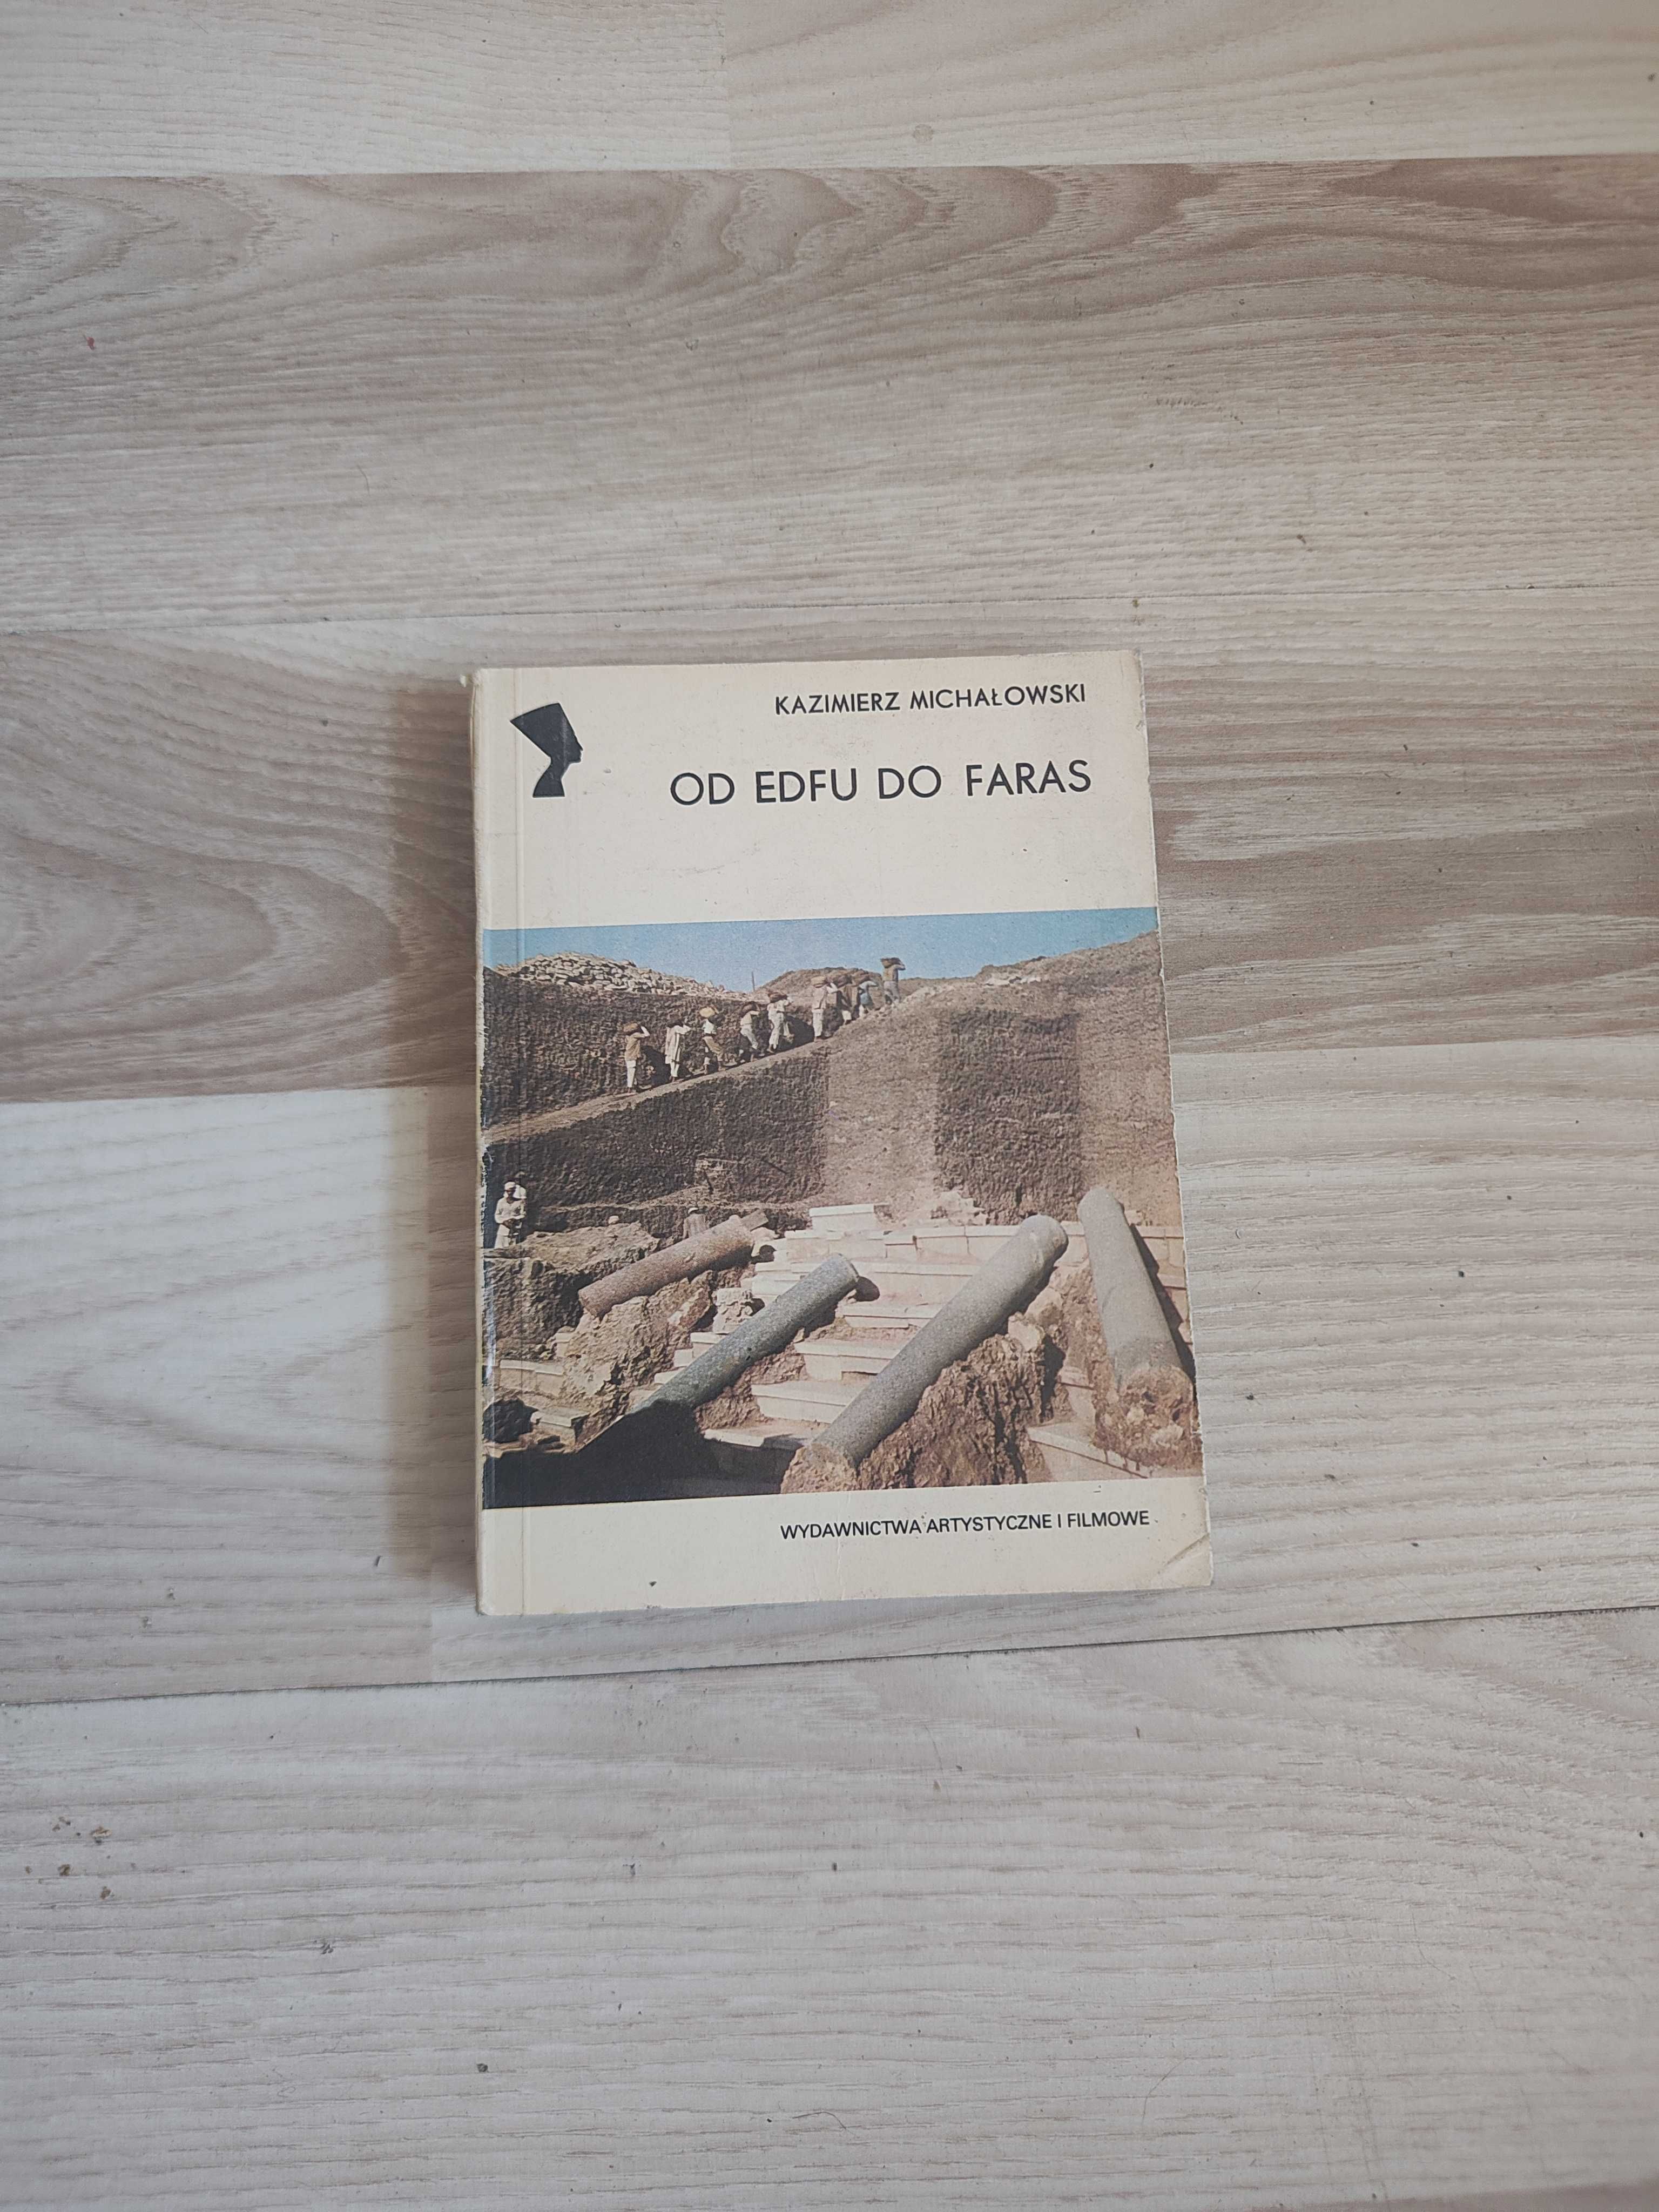 KAZIMIERZ MICHAŁOWSKI
OD EDFU DO FARAS
WYDAWNICTWA ARTYSTYCZNE I FILMOWE